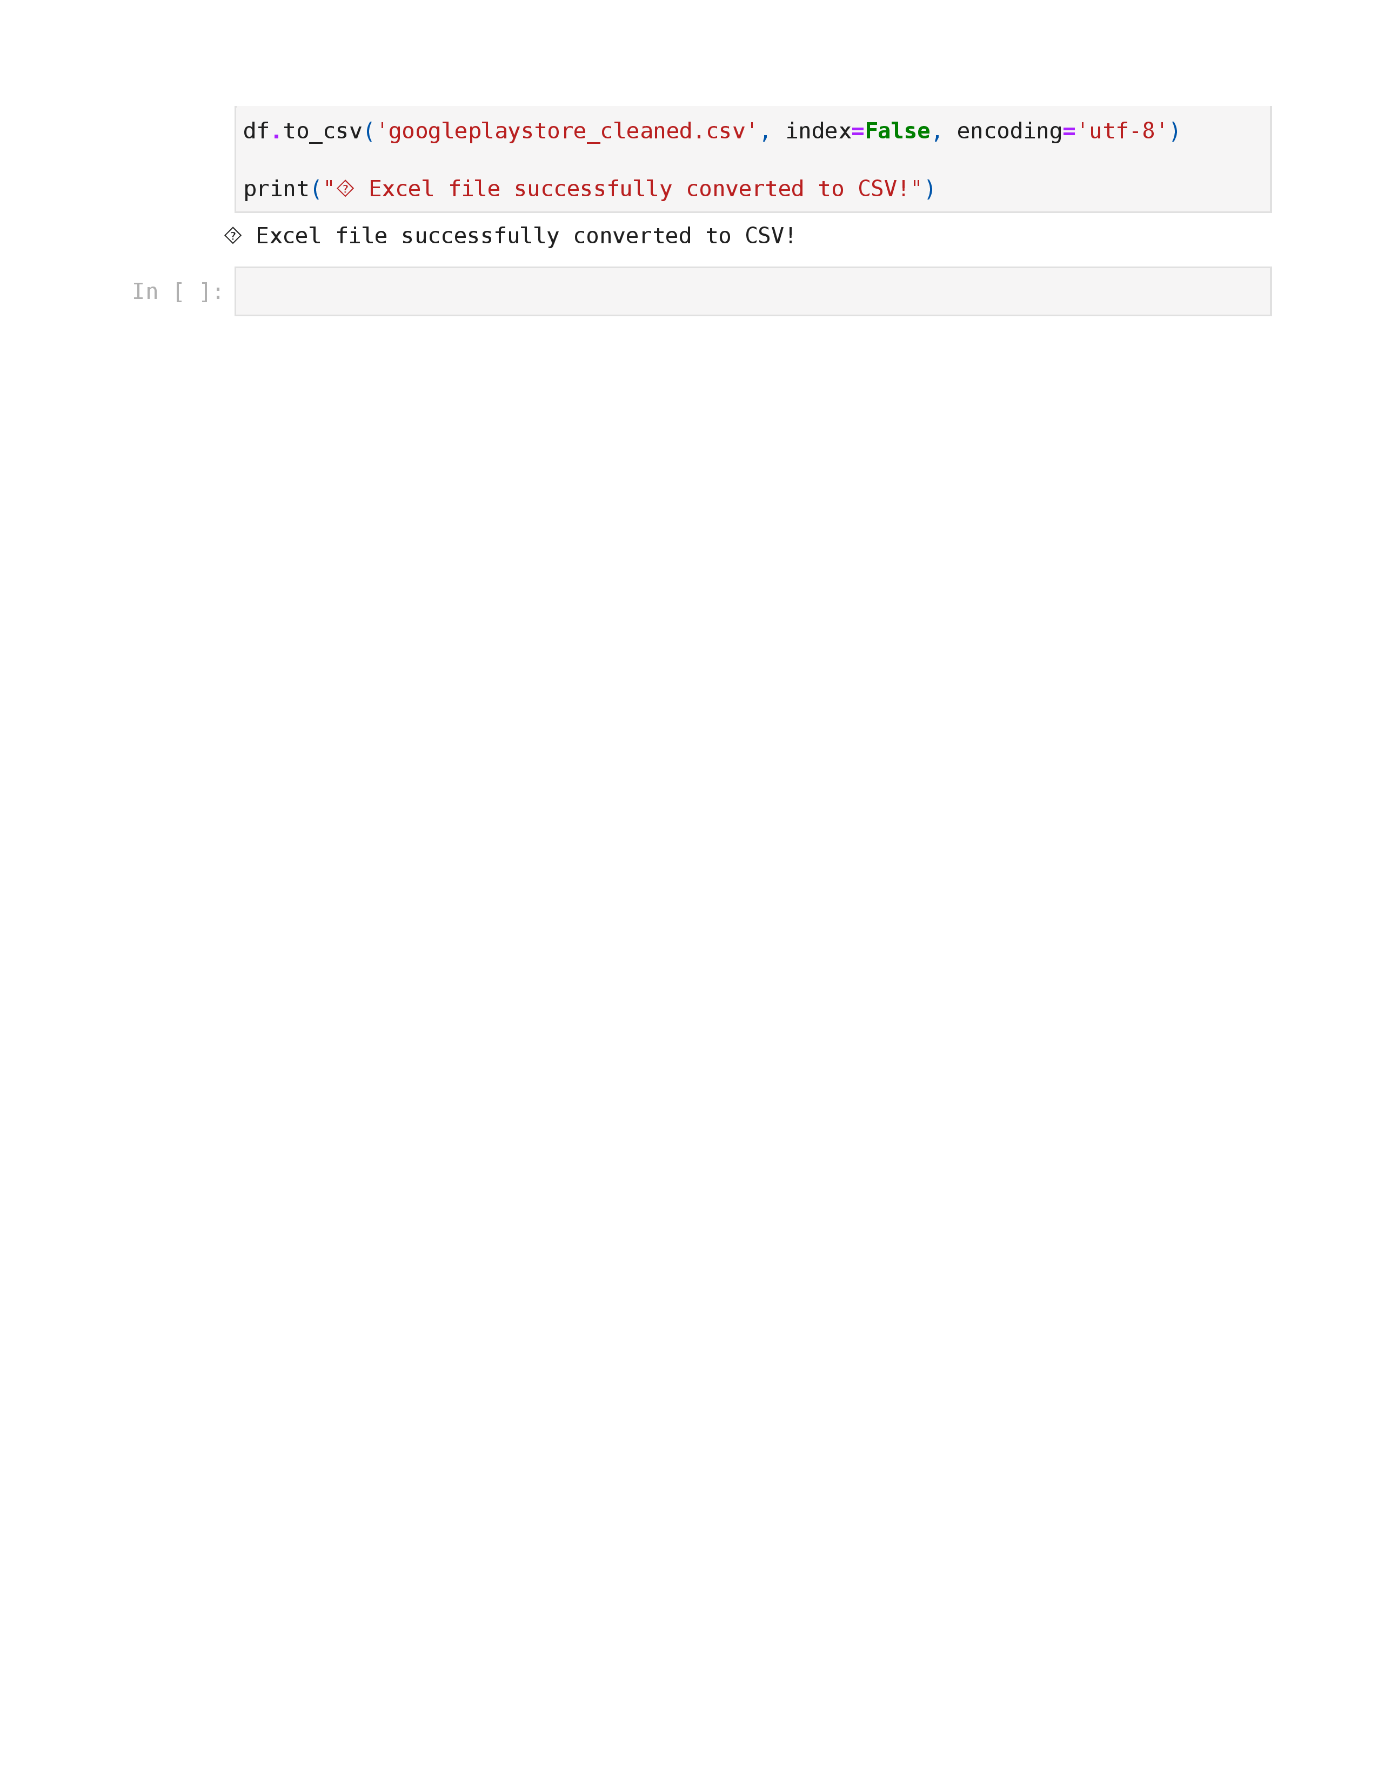 df.to_csv('googleplaystore_cleaned.csv', index=False, encoding='utf-8')
print("� Excel file successfully converted to CSV!")
� Excel file successfully converted to CSV!
In [ ]: